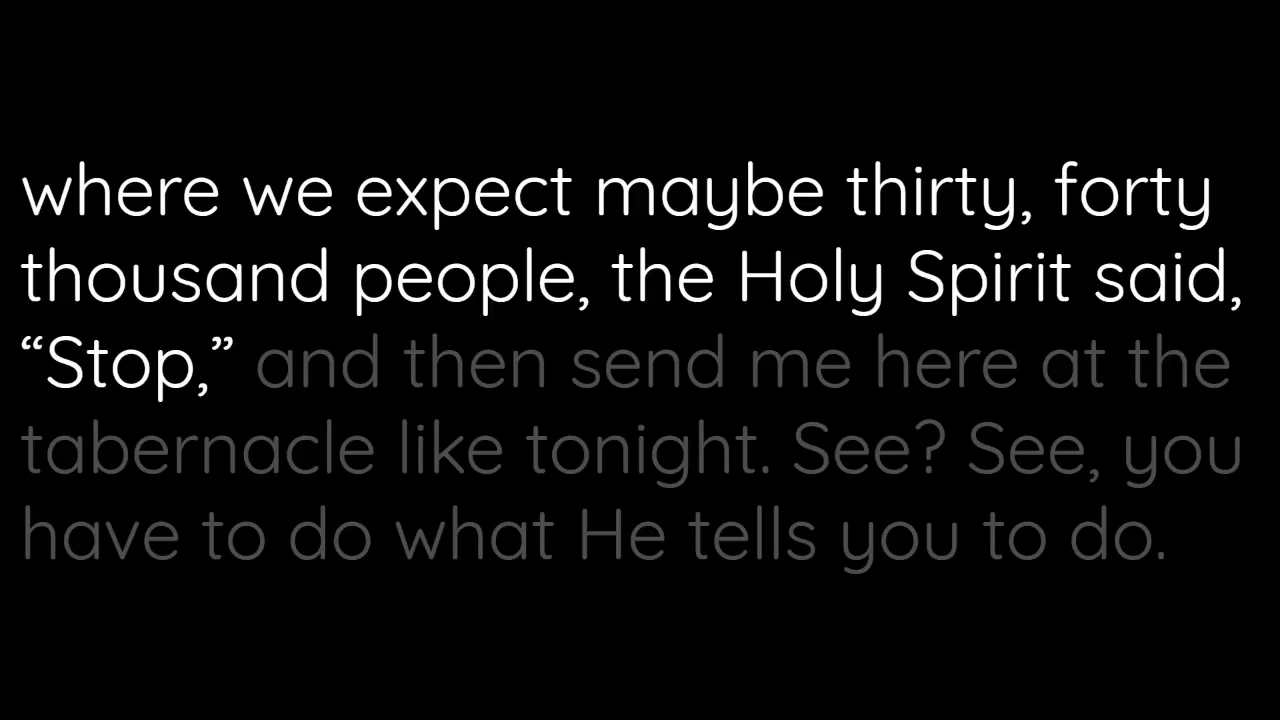 where we expect maybe thirty, forty
thousand people, the Holy Spirit said,
“Stop,” and then send me here at the
tabernacle like tonight. See? See, you
have to do what He tells you to do.